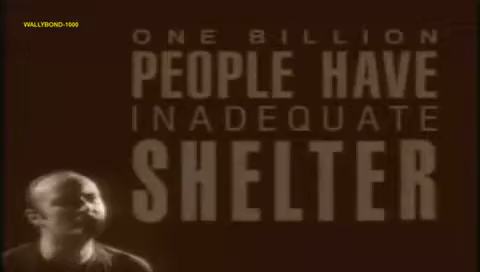 WALLYBOND-1000
ONE BILLION
PEOPLE HAVE
INADEQUATE
SHELTER